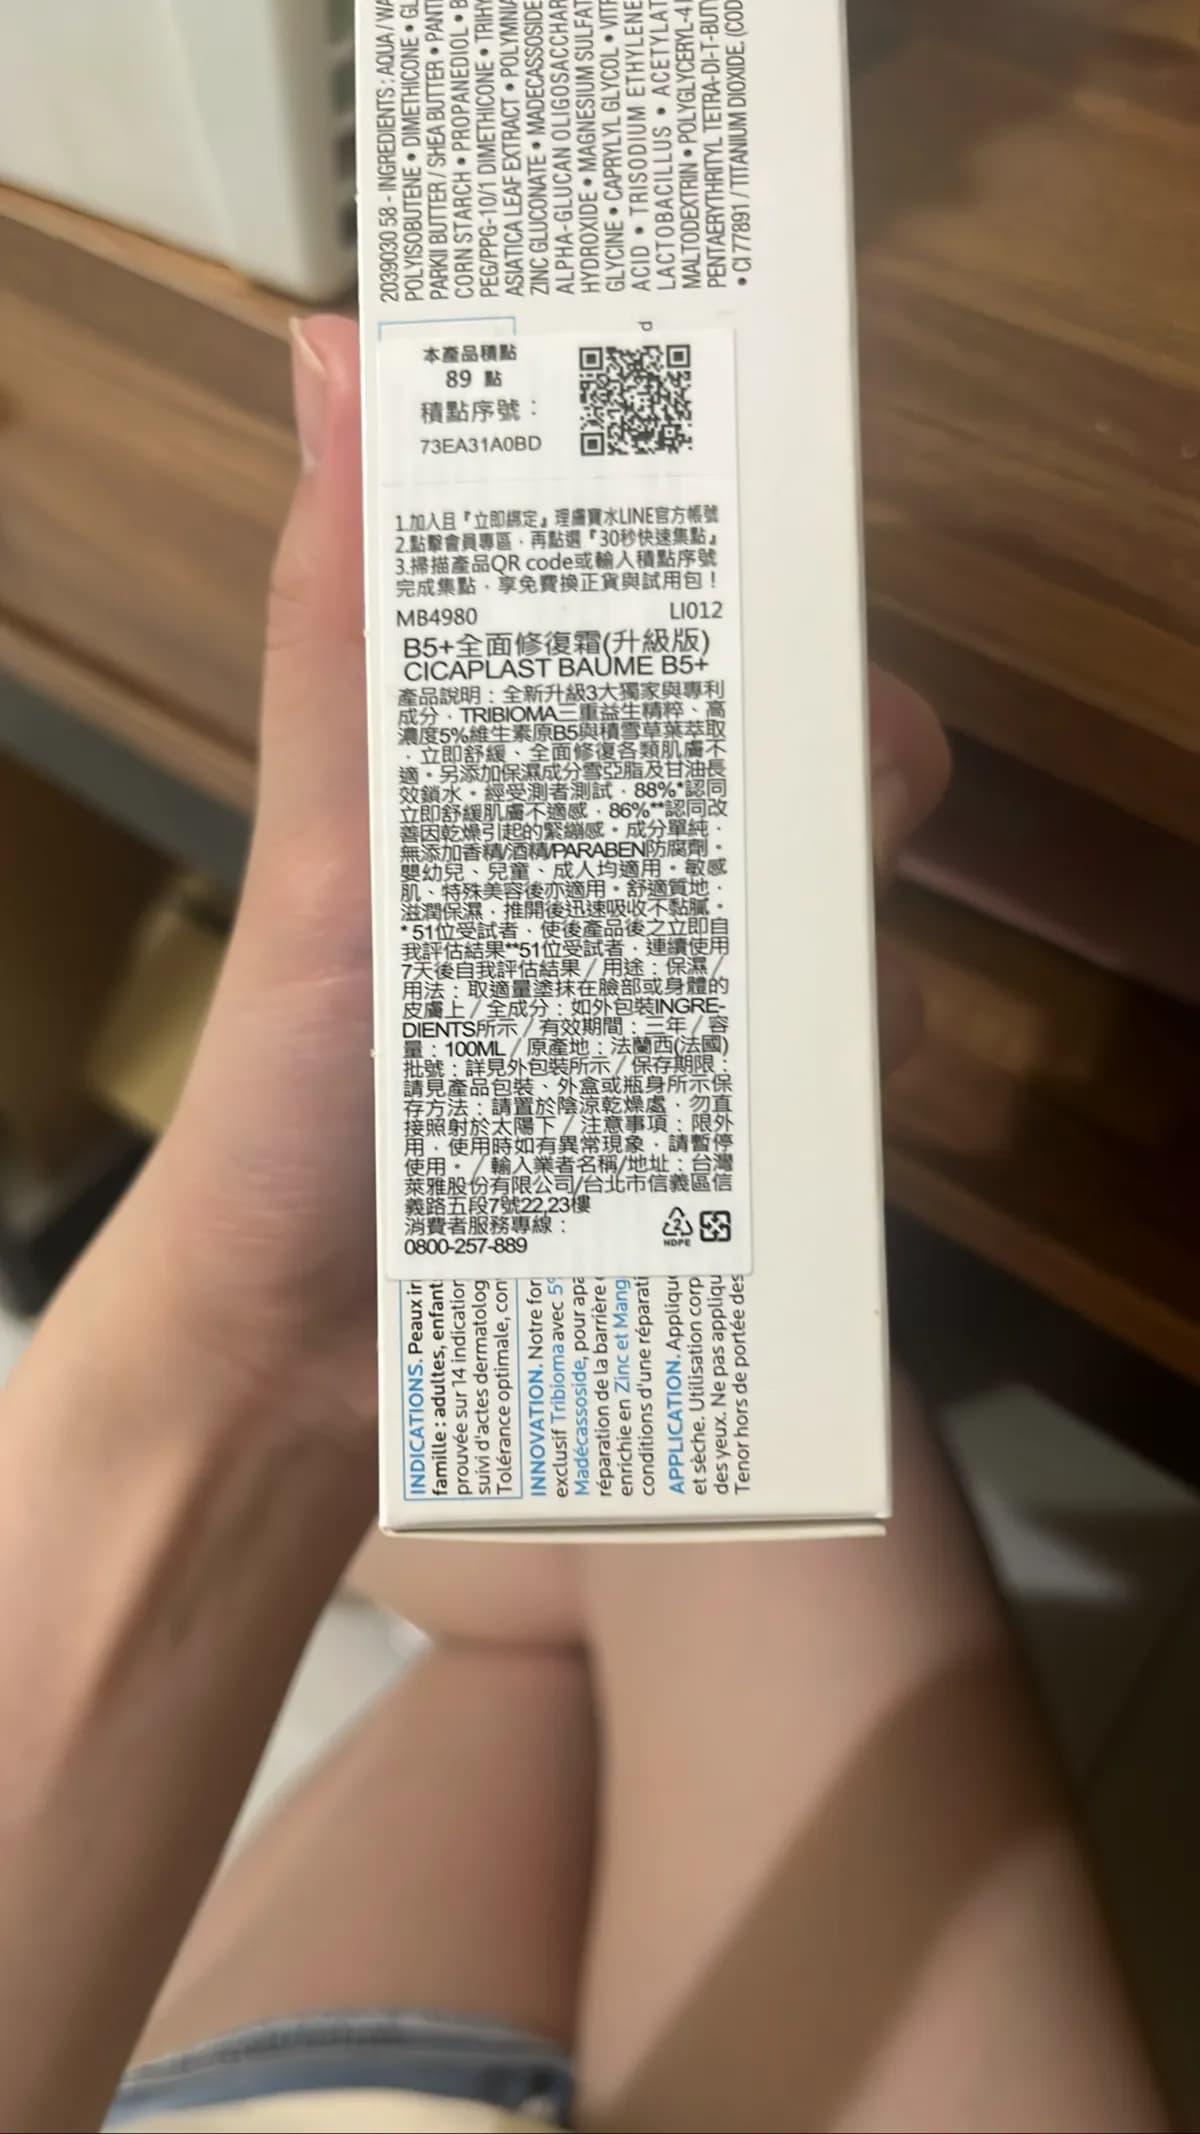 2039030 58 - INGREDIENTS : AQUA / WA
POLYISOBUTENE • DIMETHICONE • GL
PARKII BUTTER / SHEA BUTTER • PANT
CORN STARCH • PROPANEDIOL • B
PEG/PPG-10/1 DIMETHICONE • TRIHY
ASIATICA LEAF EXTRACT • POLYMNIA
ZINC GLUCONATE • MADECASSOSIDE
ALPHA-GLUCAN OLIGOSACCHAR
HYDROXIDE • MAGNESIUM SULFAT
GLYCINE • CAPRYLYL GLYCOL • VITR
ACID • TRISODIUM ETHYLENE
LACTOBACILLUS • ACETYLAT
MALTODEXTRIN • POLYGLYCERYL-4 I
PENTAERYTHRITYL TETRA-DI-T-BUTY
• CI 77891 / TITANIUM DIOXIDE. (COD
本產品積點
89 點
積點序號：
73EA31A0BD
1.加入且『立即綁定』理膚寶水LINE官方帳號
2.點擊會員專區，再點選『30秒快速集點』
3.掃描產品QR code或輸入積點序號
完成集點，享免費換正貨與試用包！
MB4980 LI012
B5+全面修復霜(升級版)
CICAPLAST BAUME B5+
產品說明：全新升級3大獨家與專利
成分，TRIBIOMA三重益生精粹、高
濃度5%維生素原B5與積雪草葉萃取
，立即舒緩、全面修復各類肌膚不
適。另添加保濕成分雪亞脂及甘油長
效鎖水。經受測者測試，88%*認同
立即舒緩肌膚不適感，86%**認同改
善因乾燥引起的緊繃感。成分單純，
無添加香精/酒精/PARABEN防腐劑。
嬰幼兒、兒童、成人均適用。敏感
肌、特殊美容後亦適用。舒適質地，
滋潤保濕，推開後迅速吸收不黏膩。
*51位受試者，使後產品後之立即自
我評估結果**51位受試者，連續使用
7天後自我評估結果/用途：保濕/
用法：取適量塗抹在臉部或身體的
皮膚上/全成分：如外包裝INGRE-
DIENTS所示/有效期間：三年/容
量：100ML/原產地：法蘭西(法國)
批號：詳見外包裝所示/保存期限：
請見產品包裝、外盒或瓶身所示保
存方法：請置於陰涼乾燥處，勿直
接照射於太陽下/注意事項：限外
用，使用時如有異常現象，請暫停
使用。/輸入業者名稱/地址：台灣
萊雅股份有限公司/台北市信義區信
義路五段7號22,23樓
消費者服務專線：
0800-257-889
2
HDPE
INDICATIONS. Peaux ir
famille : adultes, enfant
prouvée sur 14 indication
suivi d'actes dermatolog
Tolérance optimale, con
INNOVATION. Notre for
exclusif Tribioma avec 5%
Madécassoside, pour apa
réparation de la barrière
enrichie en Zinc et Mang
conditions d'une réparati
APPLICATION. Appliqu
et sèche. Utilisation corp
des yeux. Ne pas appliqu
Tenor hors de portée des